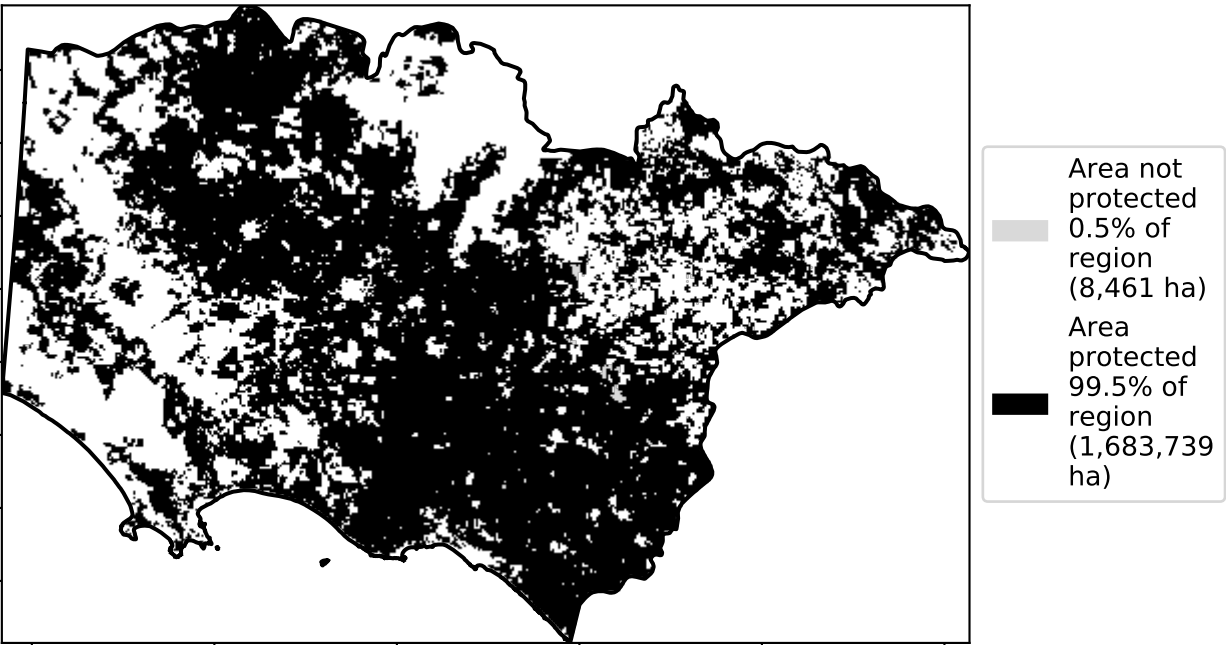 Area not
protected
0.5% of
region
(8,461 ha)
Area
protected
99.5% of
region
(1,683,739
ha)